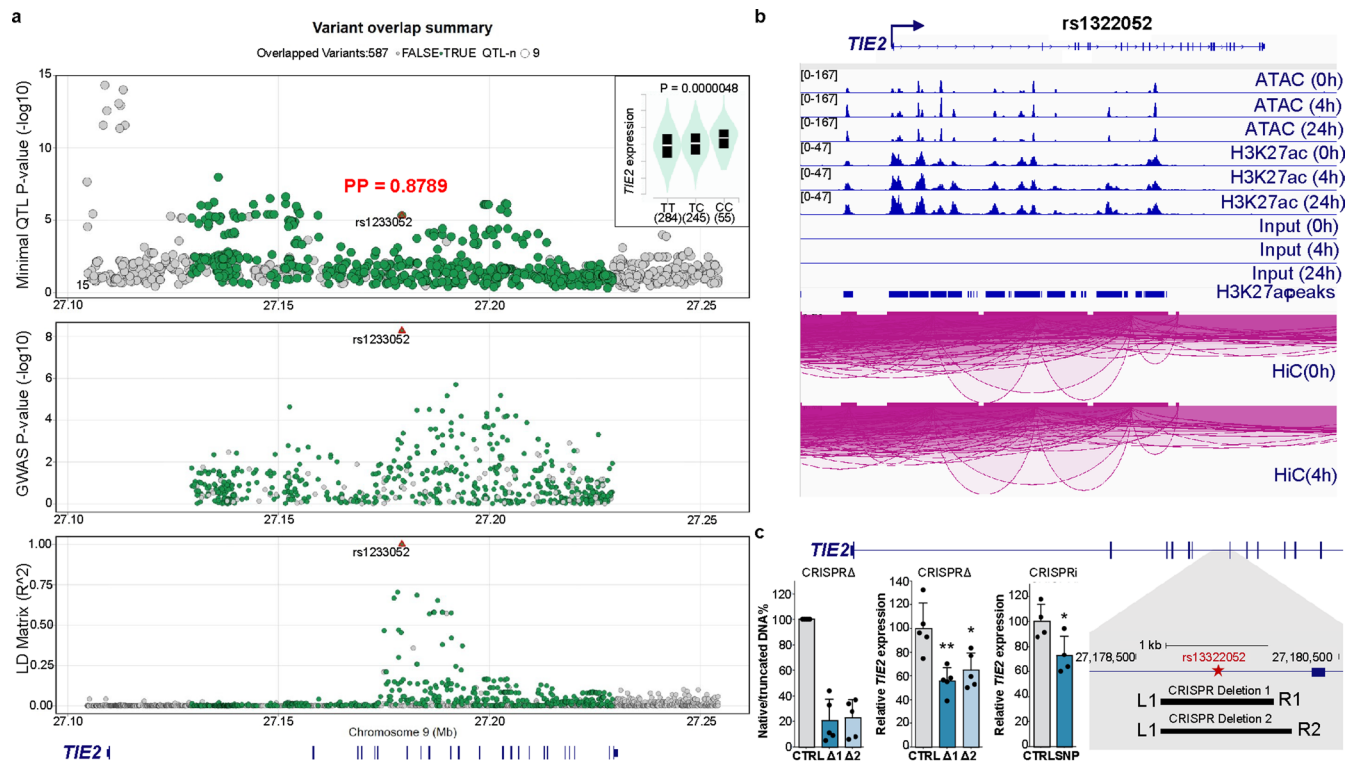 a
Variant overlap summary
Overlapped Variants:587 FALSE TRUE QTL-n 9
Minimal QTL P-value (-log10)
15
10
5
0
15
PP = 0.8789
rs1233052
P = 0.0000048
TIE2 expression
TT TC CC
(284) (245) (55)
27.10 27.15 27.20 27.25
GWAS P-value (-log10)
8
6
4
2
0
rs1233052
27.10 27.15 27.20 27.25
LD Matrix (R^2)
1.00
0.75
0.50
0.25
0.00
rs1233052
27.10 27.15 27.20 27.25
Chromosome 9 (Mb)
TIE2
b
rs1322052
TIE2
[0-167] ATAC (0h)
[0-167] ATAC (4h)
[0-167] ATAC (24h)
[0-47] H3K27ac (0h)
[0-47] H3K27ac (4h)
[0-47] H3K27ac (24h)
Input (0h)
Input (4h)
Input (24h)
H3K27acpeaks
HiC(0h)
HiC(4h)
c
TIE2
CRISPRΔ
Native/truncated DNA%
120
100
80
60
40
20
0
CTRL Δ1 Δ2
CRISPRΔ
Relative TIE2 expression
140
120
100
80
60
40
20
0
** *
CTRL Δ1 Δ2
CRISPRi
Relative TIE2 expression
140
120
100
80
60
40
20
0
*
CTRL SNP
1 kb
27,178,500 rs13322052 27,180,500
L1 CRISPR Deletion 1 R1
L1 CRISPR Deletion 2 R2